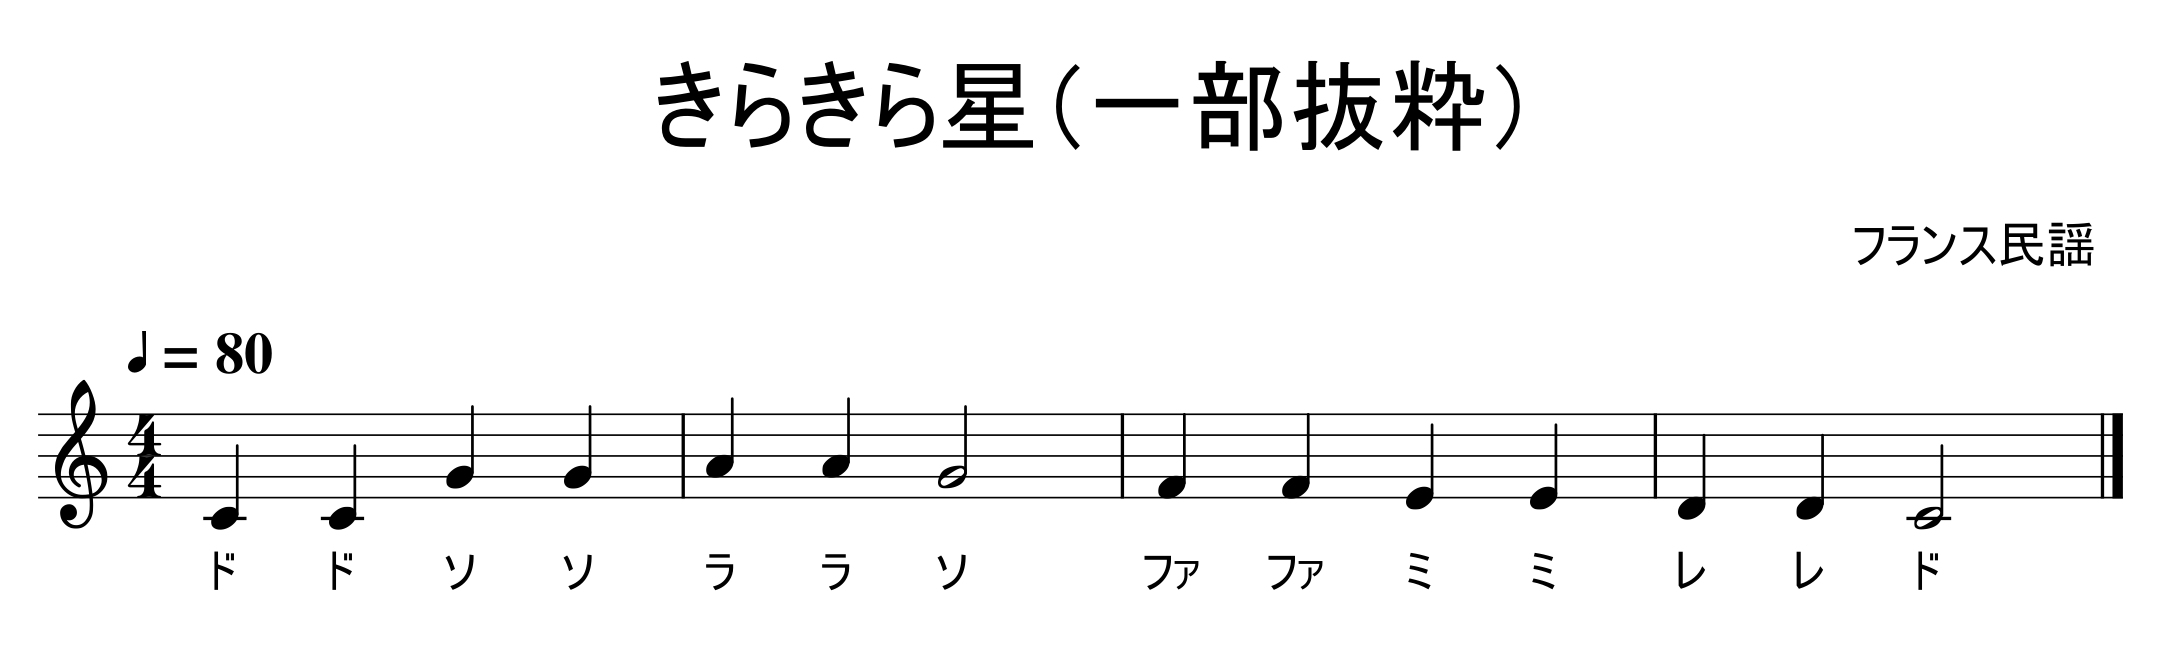 きらきら星（一部抜粋）
フランス民謡
♩ = 80
4
4
ド ド ソ ソ ラ ラ ソ ファ ファ ミ ミ レ レ ド